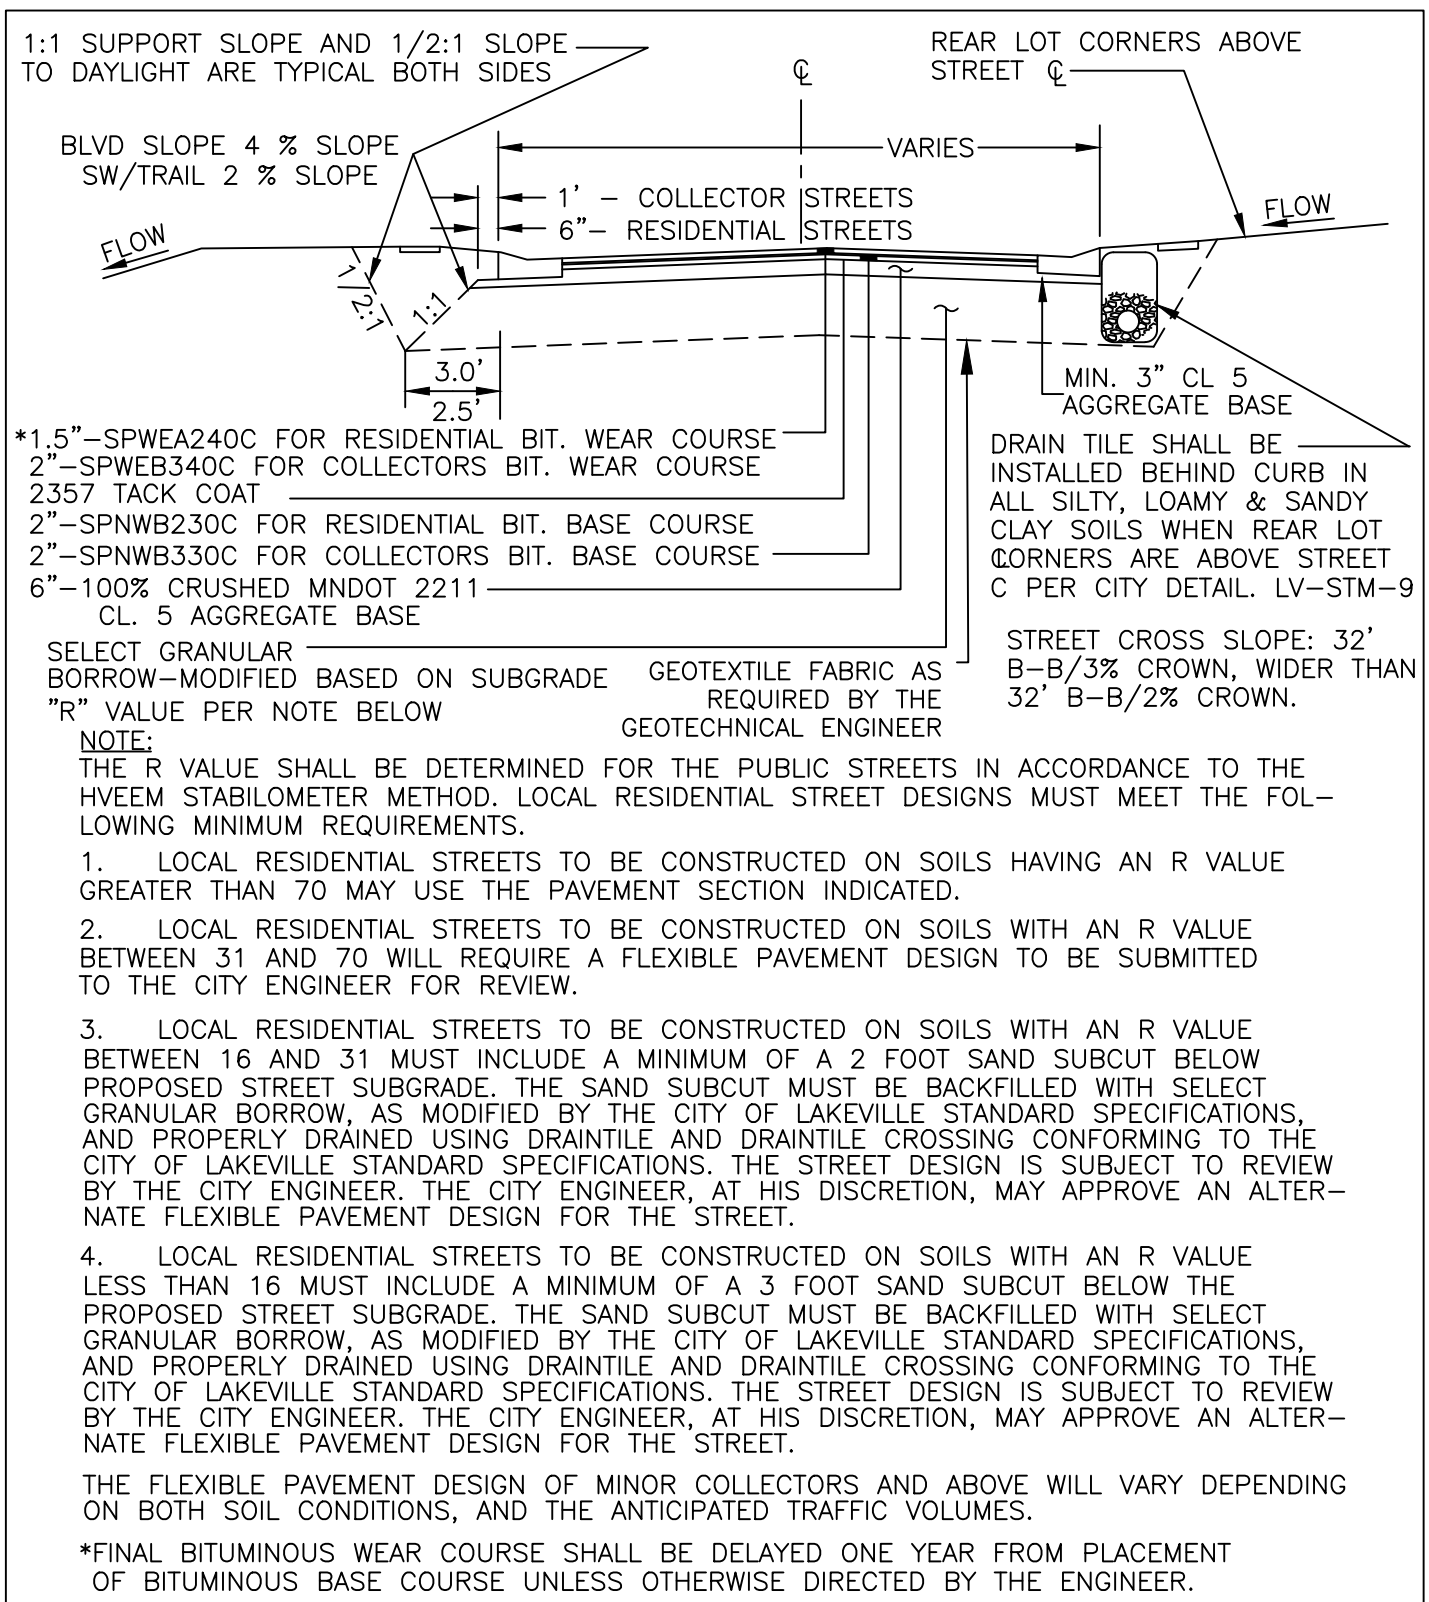 1:1 SUPPORT SLOPE AND 1/2:1 SLOPE
TO DAYLIGHT ARE TYPICAL BOTH SIDES
REAR LOT CORNERS ABOVE
STREET ℄
℄
BLVD SLOPE 4 % SLOPE
SW/TRAIL 2 % SLOPE
VARIES
1' - COLLECTOR STREETS
6"- RESIDENTIAL STREETS
FLOW
FLOW
1/2:1
1:1
3.0'
2.5'
MIN. 3" CL 5
AGGREGATE BASE
*1.5"-SPWEA240C FOR RESIDENTIAL BIT. WEAR COURSE
2"-SPWEB340C FOR COLLECTORS BIT. WEAR COURSE
2357 TACK COAT
2"-SPNWB230C FOR RESIDENTIAL BIT. BASE COURSE
2"-SPNWB330C FOR COLLECTORS BIT. BASE COURSE
6"-100% CRUSHED MNDOT 2211
CL. 5 AGGREGATE BASE
SELECT GRANULAR
BORROW-MODIFIED BASED ON SUBGRADE
"R" VALUE PER NOTE BELOW
GEOTEXTILE FABRIC AS
REQUIRED BY THE
GEOTECHNICAL ENGINEER
DRAIN TILE SHALL BE
INSTALLED BEHIND CURB IN
ALL SILTY, LOAMY & SANDY
CLAY SOILS WHEN REAR LOT
℄CORNERS ARE ABOVE STREET
C PER CITY DETAIL. LV-STM-9
STREET CROSS SLOPE: 32'
B-B/3% CROWN, WIDER THAN
32' B-B/2% CROWN.
NOTE:
THE R VALUE SHALL BE DETERMINED FOR THE PUBLIC STREETS IN ACCORDANCE TO THE
HVEEM STABILOMETER METHOD. LOCAL RESIDENTIAL STREET DESIGNS MUST MEET THE FOL-
LOWING MINIMUM REQUIREMENTS.
1. LOCAL RESIDENTIAL STREETS TO BE CONSTRUCTED ON SOILS HAVING AN R VALUE
GREATER THAN 70 MAY USE THE PAVEMENT SECTION INDICATED.
2. LOCAL RESIDENTIAL STREETS TO BE CONSTRUCTED ON SOILS WITH AN R VALUE
BETWEEN 31 AND 70 WILL REQUIRE A FLEXIBLE PAVEMENT DESIGN TO BE SUBMITTED
TO THE CITY ENGINEER FOR REVIEW.
3. LOCAL RESIDENTIAL STREETS TO BE CONSTRUCTED ON SOILS WITH AN R VALUE
BETWEEN 16 AND 31 MUST INCLUDE A MINIMUM OF A 2 FOOT SAND SUBCUT BELOW
PROPOSED STREET SUBGRADE. THE SAND SUBCUT MUST BE BACKFILLED WITH SELECT
GRANULAR BORROW, AS MODIFIED BY THE CITY OF LAKEVILLE STANDARD SPECIFICATIONS,
AND PROPERLY DRAINED USING DRAINTILE AND DRAINTILE CROSSING CONFORMING TO THE
CITY OF LAKEVILLE STANDARD SPECIFICATIONS. THE STREET DESIGN IS SUBJECT TO REVIEW
BY THE CITY ENGINEER. THE CITY ENGINEER, AT HIS DISCRETION, MAY APPROVE AN ALTER-
NATE FLEXIBLE PAVEMENT DESIGN FOR THE STREET.
4. LOCAL RESIDENTIAL STREETS TO BE CONSTRUCTED ON SOILS WITH AN R VALUE
LESS THAN 16 MUST INCLUDE A MINIMUM OF A 3 FOOT SAND SUBCUT BELOW THE
PROPOSED STREET SUBGRADE. THE SAND SUBCUT MUST BE BACKFILLED WITH SELECT
GRANULAR BORROW, AS MODIFIED BY THE CITY OF LAKEVILLE STANDARD SPECIFICATIONS,
AND PROPERLY DRAINED USING DRAINTILE AND DRAINTILE CROSSING CONFORMING TO THE
CITY OF LAKEVILLE STANDARD SPECIFICATIONS. THE STREET DESIGN IS SUBJECT TO REVIEW
BY THE CITY ENGINEER. THE CITY ENGINEER, AT HIS DISCRETION, MAY APPROVE AN ALTER-
NATE FLEXIBLE PAVEMENT DESIGN FOR THE STREET.
THE FLEXIBLE PAVEMENT DESIGN OF MINOR COLLECTORS AND ABOVE WILL VARY DEPENDING
ON BOTH SOIL CONDITIONS, AND THE ANTICIPATED TRAFFIC VOLUMES.
*FINAL BITUMINOUS WEAR COURSE SHALL BE DELAYED ONE YEAR FROM PLACEMENT
OF BITUMINOUS BASE COURSE UNLESS OTHERWISE DIRECTED BY THE ENGINEER.